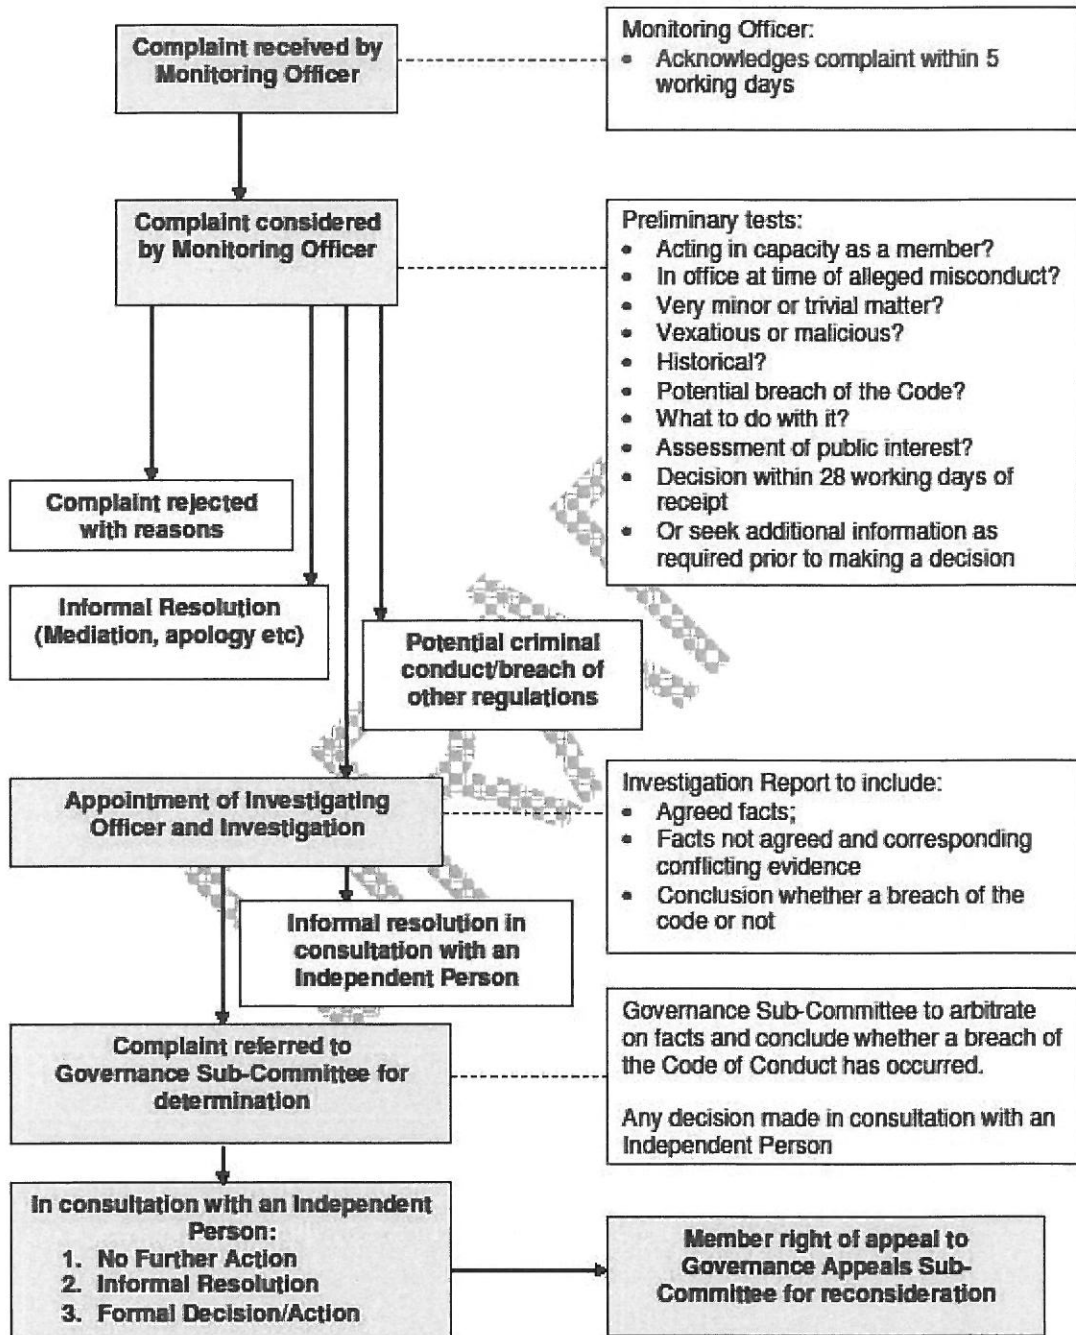 Complaint received by
Monitoring Officer
Monitoring Officer:
• Acknowledges complaint within 5
working days
Complaint considered
by Monitoring Officer
Preliminary tests:
• Acting in capacity as a member?
• In office at time of alleged misconduct?
• Very minor or trivial matter?
• Vexatious or malicious?
• Historical?
• Potential breach of the Code?
• What to do with it?
• Assessment of public interest?
• Decision within 28 working days of
receipt
• Or seek additional information as
required prior to making a decision
Complaint rejected
with reasons
Informal Resolution
(Mediation, apology etc)
Potential criminal
conduct/breach of
other regulations
Appointment of Investigating
Officer and Investigation
Investigation Report to include:
• Agreed facts;
• Facts not agreed and corresponding
conflicting evidence
• Conclusion whether a breach of the
code or not
Informal resolution in
consultation with an
Independent Person
Complaint referred to
Governance Sub-Committee for
determination
Governance Sub-Committee to arbitrate
on facts and conclude whether a breach of
the Code of Conduct has occurred.
Any decision made in consultation with an
Independent Person
In consultation with an Independent
Person:
1. No Further Action
2. Informal Resolution
3. Formal Decision/Action
Member right of appeal to
Governance Appeals Sub-
Committee for reconsideration